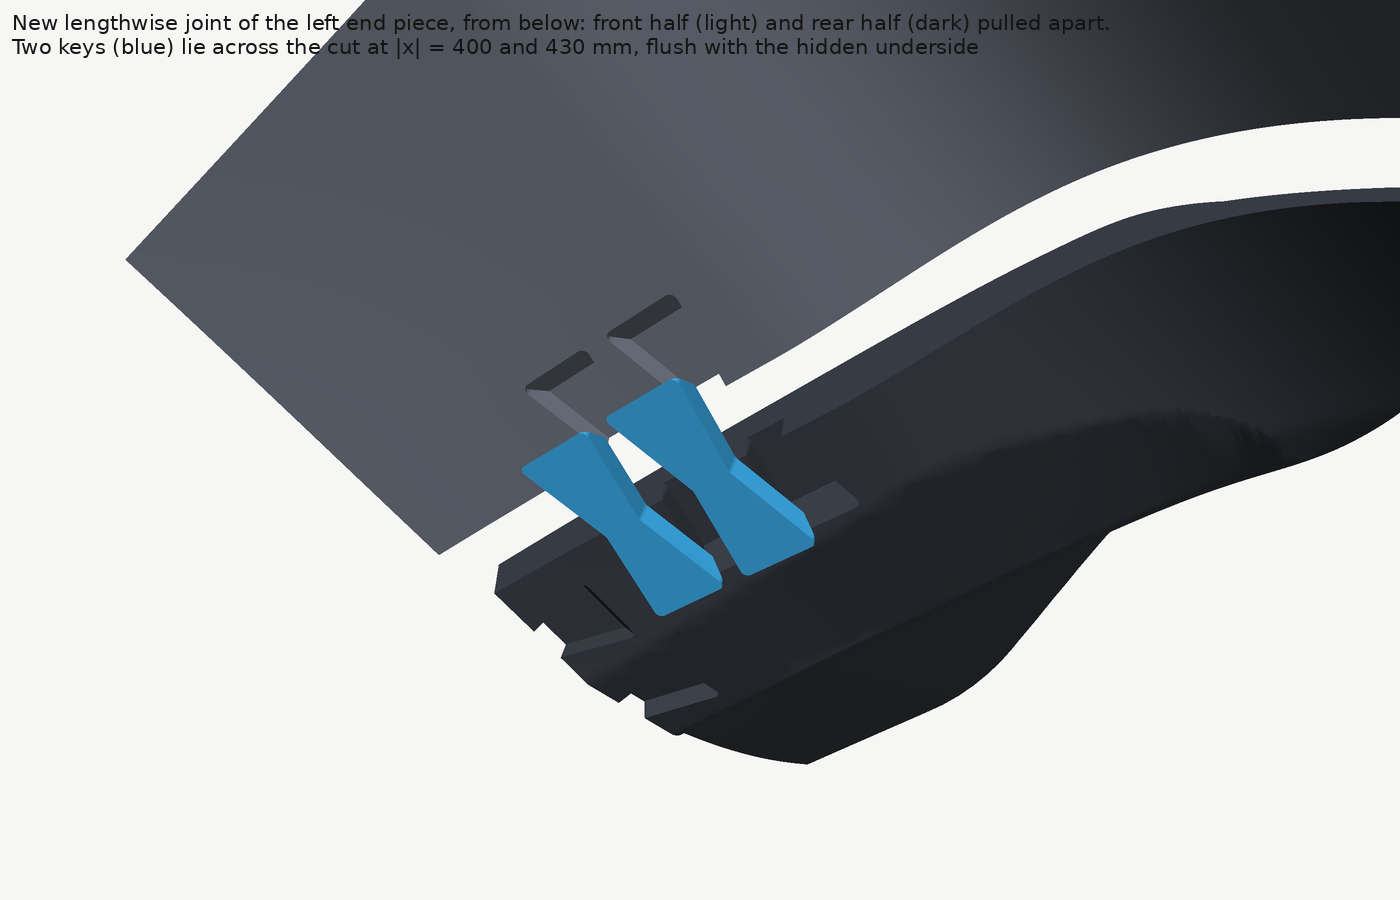 New lengthwise joint of the left end piece, from below: front half (light) and rear half (dark) pulled apart.
Two keys (blue) lie across the cut at |x| = 400 and 430 mm, flush with the hidden underside